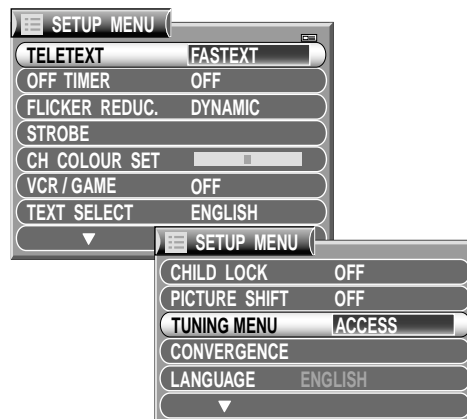 SETUP MENU
TELETEXT FASTEXT
OFF TIMER OFF
FLICKER REDUC. DYNAMIC
STROBE
CH COLOUR SET
VCR / GAME OFF
TEXT SELECT ENGLISH
SETUP MENU
CHILD LOCK OFF
PICTURE SHIFT OFF
TUNING MENU ACCESS
CONVERGENCE
LANGUAGE ENGLISH